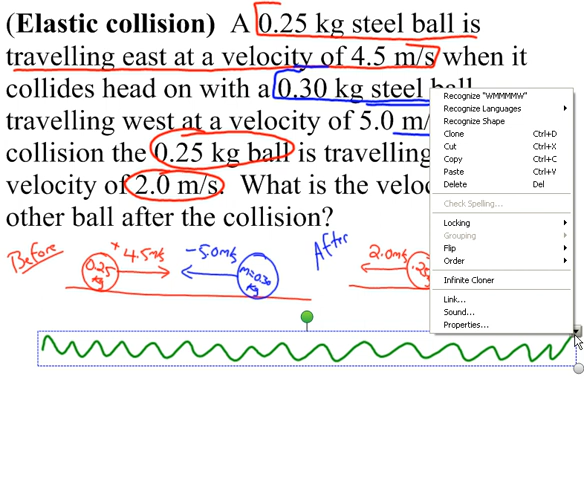 (Elastic collision) A 0.25 kg steel ball is
travelling east at a velocity of 4.5 m/s when it
collides head on with a 0.30 kg steel ball
travelling west at a velocity of 5.0 m/
collision the 0.25 kg ball is travelling
velocity of 2.0 m/s. What is the velo
other ball after the collision?
Before
+ 4.5m/s
-5.0m/s
After
2.0m/s
0.25 kg
m=0.30 kg
Recognize "WMMMMW"
Recognize Languages
Recognize Shape
Clone Ctrl+D
Cut Ctrl+X
Copy Ctrl+C
Paste Ctrl+V
Delete Del
Check Spelling...
Locking
Grouping
Flip
Order
Infinite Cloner
Link...
Sound...
Properties...